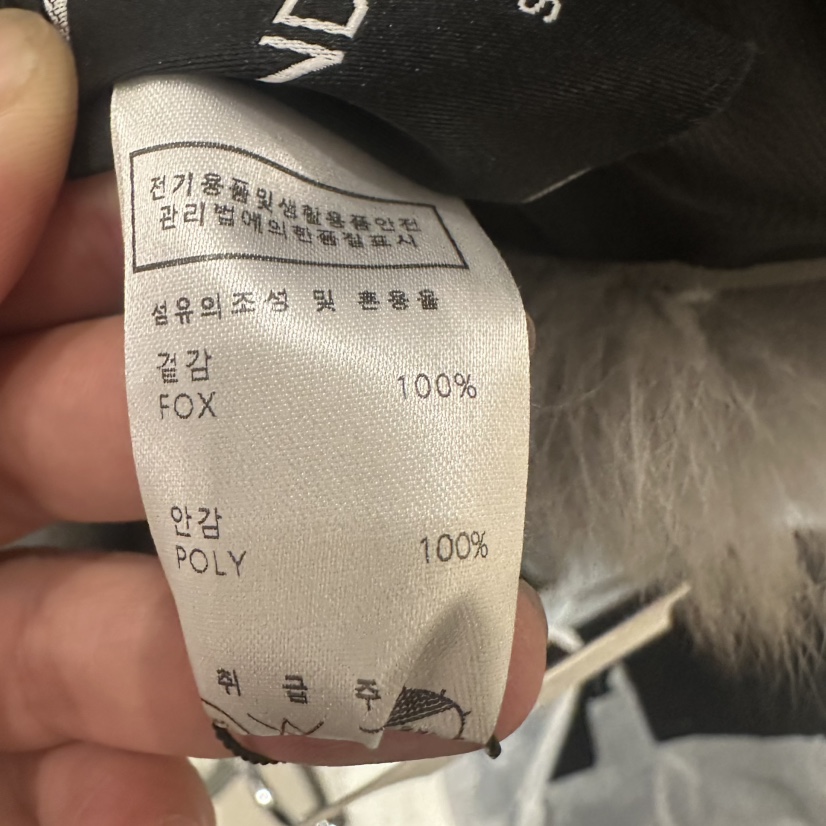 ND
S
전기용품및생활용품안전
관리법에의한품질표시
섬유의조성 및 혼용율
겉감
FOX 100%
안감
POLY 100%
취 급 주